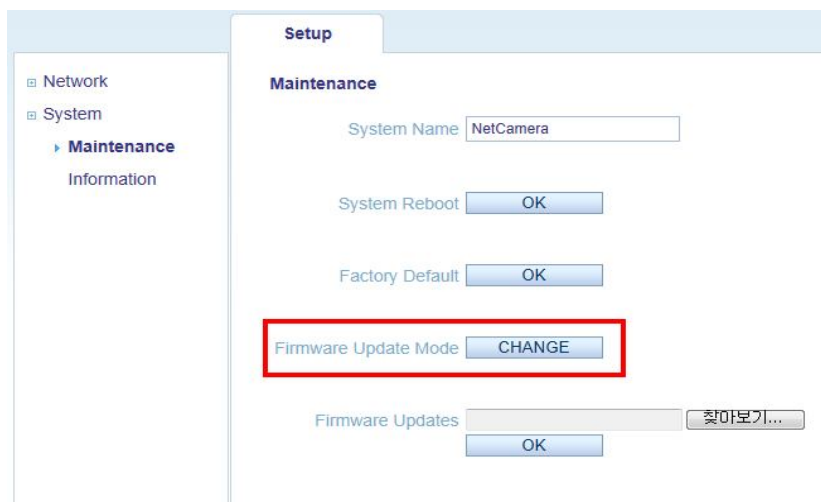 Setup
Network
System
Maintenance
Information
Maintenance
System Name NetCamera
System Reboot OK
Factory Default OK
Firmware Update Mode CHANGE
Firmware Updates 찾아보기...
OK